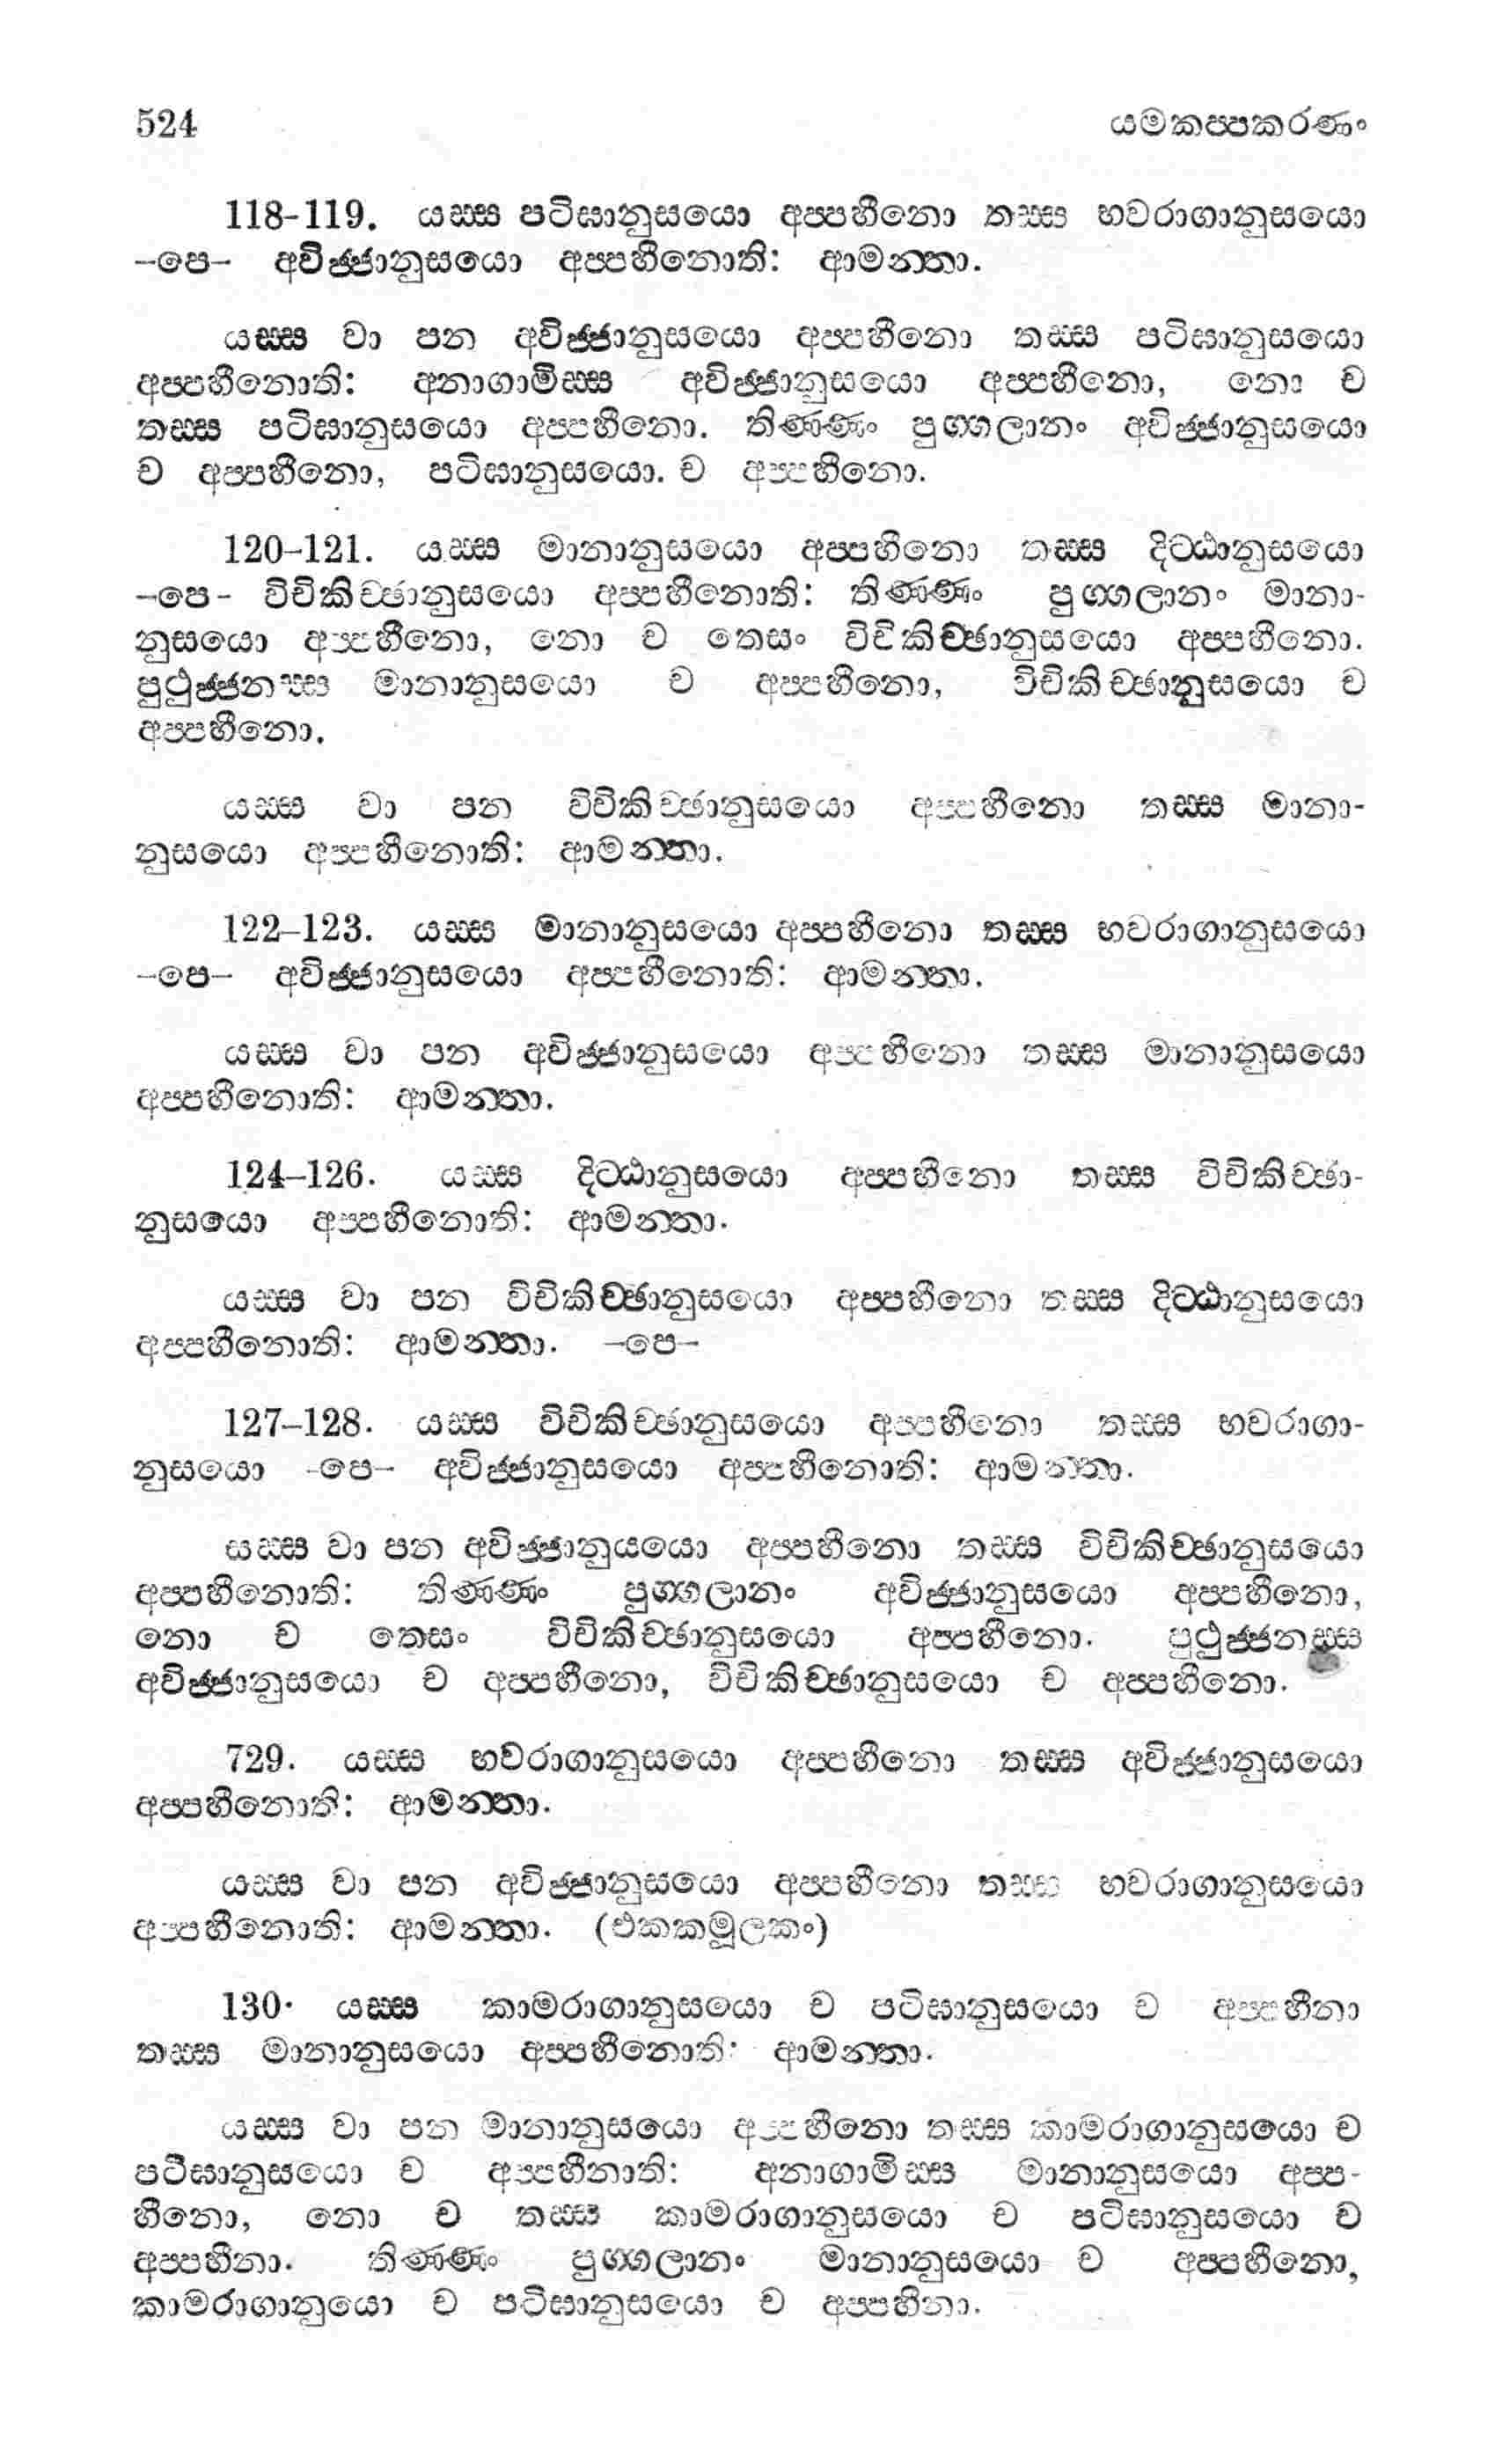 524 යමකප්පකරණං
118-119. යස්ස පටිඝානුසයො අප්පහීනො තස්ස භවරාගානුසයො
–පෙ– අවිජ්ජානුසයො අප්පහීනොති: ආමන්තා.
යස්ස වා පන අවිජ්ජානුසයො අප්පහීනො තස්ස පටිඝානුසයො
අප්පහීනොති: අනාගාමිස්ස අවිජ්ජානුසයො අප්පහීනො, නො ච
තස්ස පටිඝානුසයො අප්පහීනො. තිණ්ණං පුග්ගලානං අවිජ්ජානුසයො
ච අප්පහීනො, පටිඝානුසයො. ච අප්පහීනො.
120–121. යස්ස මානානුසයො අප්පහීනො තස්ස දිට්ඨානුසයො
–පෙ- විචිකිච්ඡානුසයො අප්පහීනොති: තිණ්ණං පුග්ගලානං මානා-
නුසයො අප්පහීනො, නො ච තෙසං විචිකිච්ඡානුසයො අප්පහීනො.
පුථුජ්ජනස්ස මානානුසයො ච අප්පහීනො, විචිකිච්ඡානුසයො ච
අප්පහීනො.
යස්ස වා පන විචිකිච්ඡානුසයො අප්පහීනො තස්ස මානා-
නුසයො අප්පහීනොති: ආමන්තා.
122–123. යස්ස මානානුසයො අප්පහීනො තස්ස භවරාගානුසයො
–පෙ– අවිජ්ජානුසයො අප්පහීනොති: ආමන්තා.
යස්ස වා පන අවිජ්ජානුසයො අප්පහීනො තස්ස මානානුසයො
අප්පහීනොති: ආමන්තා.
124–126. යස්ස දිට්ඨානුසයො අප්පහීනො තස්ස විචිකිච්ඡා-
නුසයො අප්පහීනොති: ආමන්තා.
යස්ස වා පන විචිකිච්ඡානුසයො අප්පහීනො තස්ස දිට්ඨානුසයො
අප්පහීනොති: ආමන්තා. –පෙ–
127–128. යස්ස විචිකිච්ඡානුසයො අප්පහීනො තස්ස භවරාගා-
නුසයො -පෙ– අවිජ්ජානුසයො අප්පහීනොති: ආමන්තා.
සස්ස වා පන අවිජ්ජානුයයො අප්පහීනො තස්ස විචිකිච්ඡානුසයො
අප්පහීනොති: තිණ්ණං පුග්ගලානං අවිජ්ජානුසයො අප්පහීනො,
නො ච තෙසං විචිකිච්ඡානුසයො අප්පහීනො. පුථුජ්ජනස්ස
අවිජ්ජානුසයො ච අප්පහීනො, විචිකිච්ඡානුසයො ච අප්පහීනො.
729. යස්ස භවරාගානුසයො අප්පහීනො තස්ස අවිජ්ජානුසයො
අප්පහීනොති: ආමන්තා.
යස්ස වා පන අවිජ්ජානුසයො අප්පහීනො තස්ස භවරාගානුසයො
අප්පහීනොති: ආමන්තා. (එකකමූලකං)
130· යස්ස කාමරාගානුසයො ච පටිඝානුසයො ච අප්පහීනා
තස්ස මානානුසයො අප්පහීනොති: ආමන්තා.
යස්ස වා පන මානානුසයො අප්පහීනො තස්ස කාමරාගානුසයො ච
පටීඝානුසයො ච අප්පහීනාති: අනාගාමිස්ස මානානුසයො අප්ප-
හීනො, නො ච තස්ස කාමරාගානුසයො ච පටිඝානුසයො ච
අප්පහීනා. තිණ්ණං පුග්ගලානං මානානුසයො ච අප්පහීනො,
කාමරාගානුයො ච පටිඝානුසයො ච අප්පහීනා.